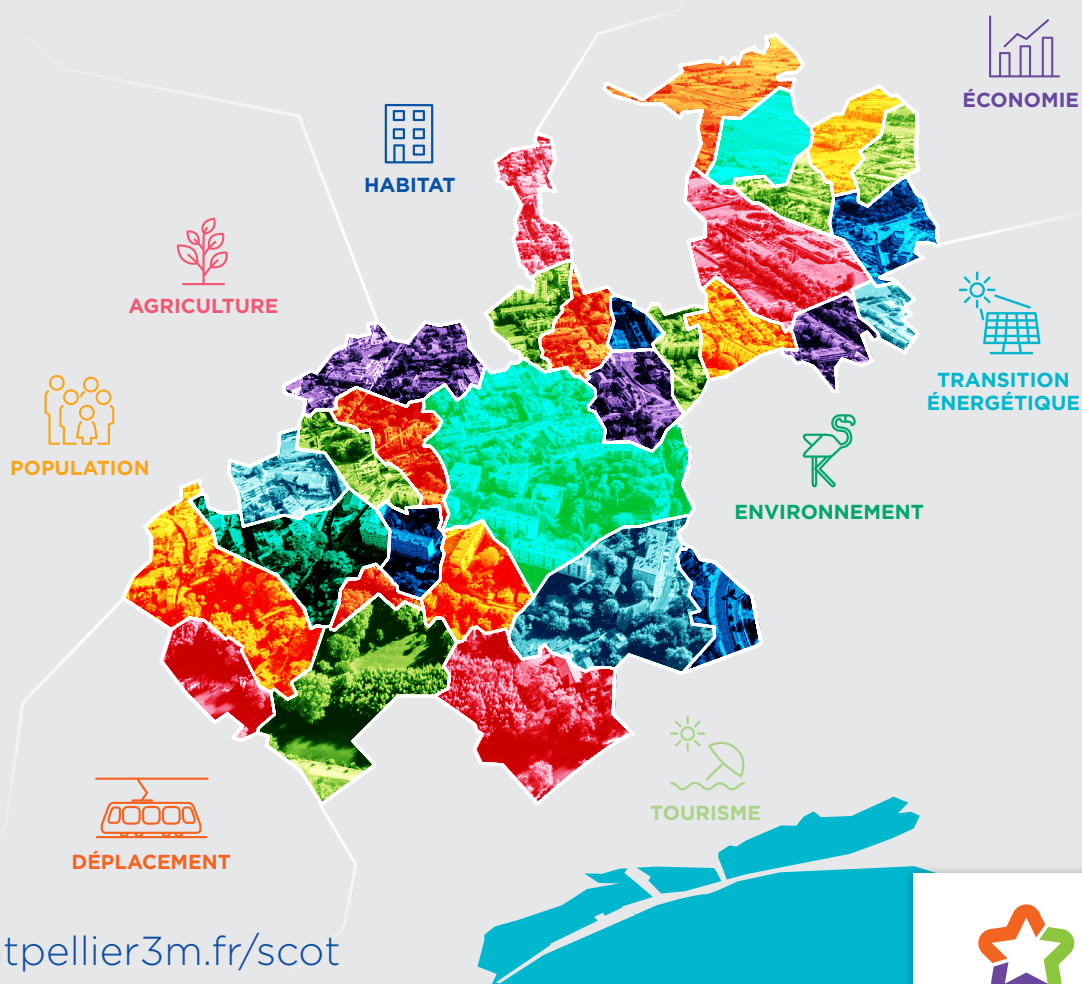 ÉCONOMIE
HABITAT
AGRICULTURE
TRANSITION
ÉNERGÉTIQUE
POPULATION
ENVIRONNEMENT
TOURISME
DÉPLACEMENT
tpellier3m.fr/scot